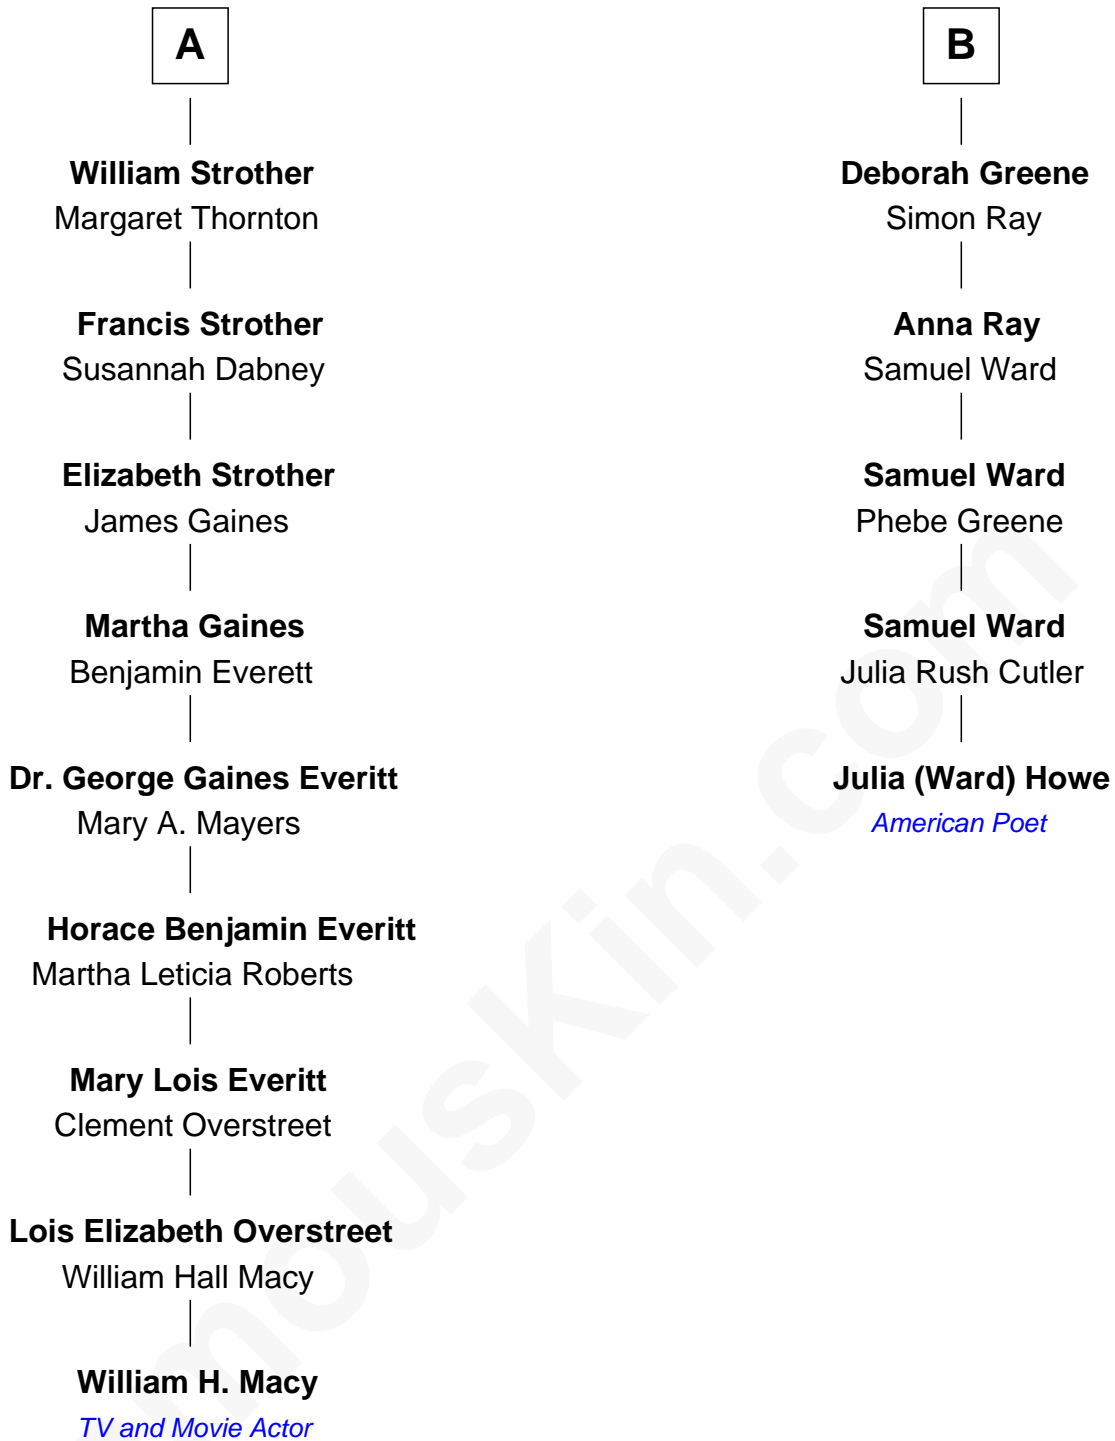 A
William Strother
Margaret Thornton
Francis Strother
Susannah Dabney
Elizabeth Strother
James Gaines
Martha Gaines
Benjamin Everett
Dr. George Gaines Everitt
Mary A. Mayers
Horace Benjamin Everitt
Martha Leticia Roberts
Mary Lois Everitt
Clement Overstreet
Lois Elizabeth Overstreet
William Hall Macy
William H. Macy
TV and Movie Actor
B
Deborah Greene
Simon Ray
Anna Ray
Samuel Ward
Samuel Ward
Phebe Greene
Samuel Ward
Julia Rush Cutler
Julia (Ward) Howe
American Poet
mousKin.com